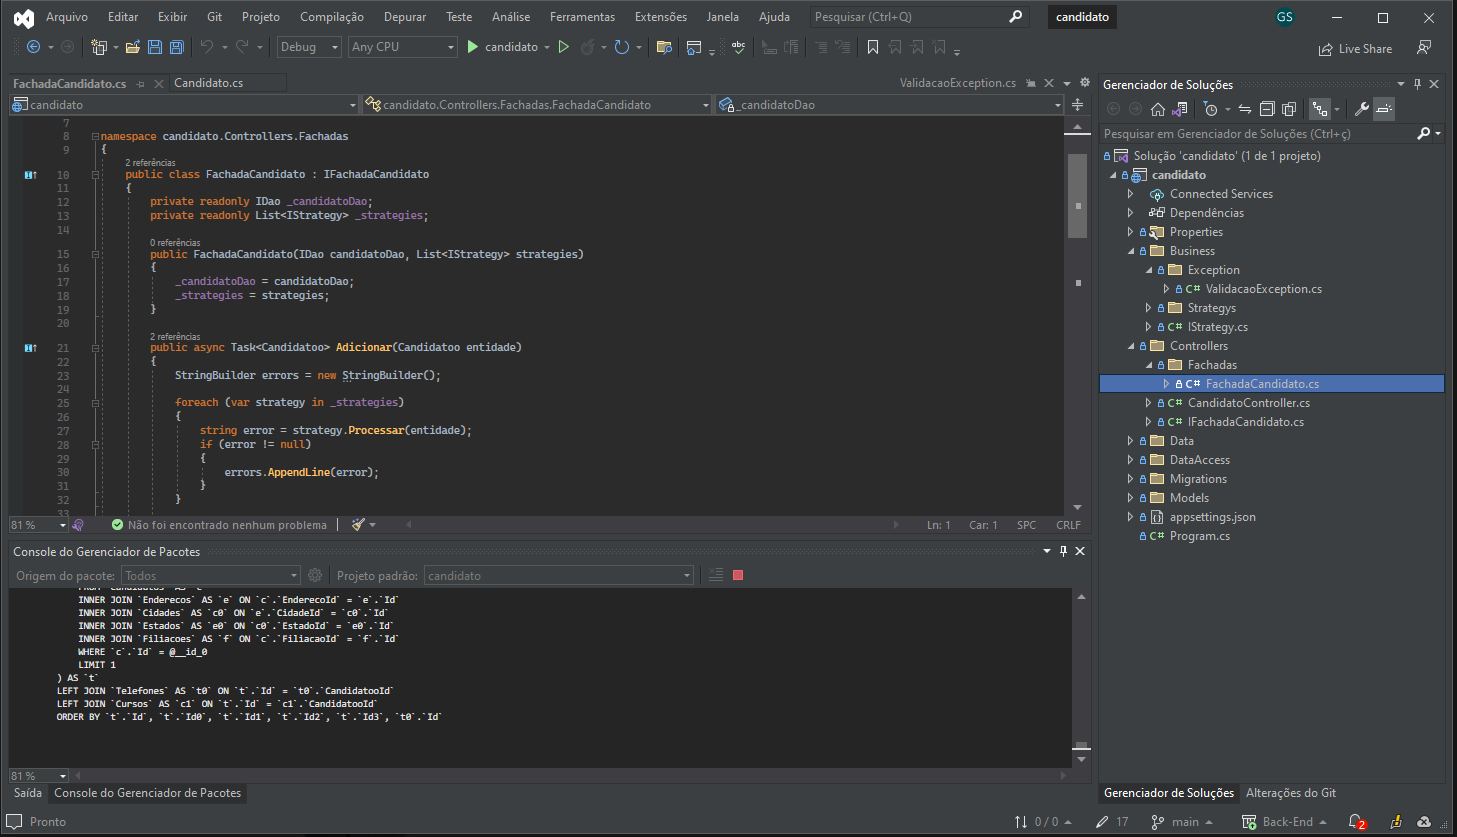 Arquivo Editar Exibir Git Projeto Compilação Depurar Teste Análise Ferramentas Extensões Janela Ajuda Pesquisar (Ctrl+Q) candidato GS
Debug Any CPU candidato abc Live Share
FachadaCandidato.cs Candidato.cs ValidacaoException.cs
candidato candidato.Controllers.Fachadas.FachadaCandidato _candidatoDao
7
8 namespace candidato.Controllers.Fachadas
9 {
2 referências
10 public class FachadaCandidato : IFachadaCandidato
11 {
12 private readonly IDao _candidatoDao;
13 private readonly List<IStrategy> _strategies;
14
0 referências
15 public FachadaCandidato(IDao candidatoDao, List<IStrategy> strategies)
16 {
17 _candidatoDao = candidatoDao;
18 _strategies = strategies;
19 }
20
2 referências
21 public async Task<Candidatoo> Adicionar(Candidatoo entidade)
22 {
23 StringBuilder errors = new StringBuilder();
24
25 foreach (var strategy in _strategies)
26 {
27 string error = strategy.Processar(entidade);
28 if (error != null)
29 {
30 errors.AppendLine(error);
31 }
32 }
33
81 % Não foi encontrado nenhum problema Ln: 1 Car: 1 SPC CRLF
Console do Gerenciador de Pacotes
Origem do pacote: Todos Projeto padrão: candidato
FROM `Candidatos` AS `c`
INNER JOIN `Enderecos` AS `e` ON `c`.`EnderecoId` = `e`.`Id`
INNER JOIN `Cidades` AS `c0` ON `e`.`CidadeId` = `c0`.`Id`
INNER JOIN `Estados` AS `e0` ON `c0`.`EstadoId` = `e0`.`Id`
INNER JOIN `Filiacoes` AS `f` ON `c`.`FiliacaoId` = `f`.`Id`
WHERE `c`.`Id` = @__id_0
LIMIT 1
) AS `t`
LEFT JOIN `Telefones` AS `t0` ON `t`.`Id` = `t0`.`CandidatooId`
LEFT JOIN `Cursos` AS `c1` ON `t`.`Id` = `c1`.`CandidatooId`
ORDER BY `t`.`Id`, `t`.`Id0`, `t`.`Id1`, `t`.`Id2`, `t`.`Id3`, `t0`.`Id`
81 %
Saída Console do Gerenciador de Pacotes
Gerenciador de Soluções
Pesquisar em Gerenciador de Soluções (Ctrl+ç)
Solução 'candidato' (1 de 1 projeto)
candidato
Connected Services
Dependências
Properties
Business
Exception
C# ValidacaoException.cs
Strategys
C# IStrategy.cs
Controllers
Fachadas
C# FachadaCandidato.cs
C# CandidatoController.cs
C# IFachadaCandidato.cs
Data
DataAccess
Migrations
Models
appsettings.json
C# Program.cs
Gerenciador de Soluções Alterações do Git
Pronto 0 / 0 17 main Back-End 2